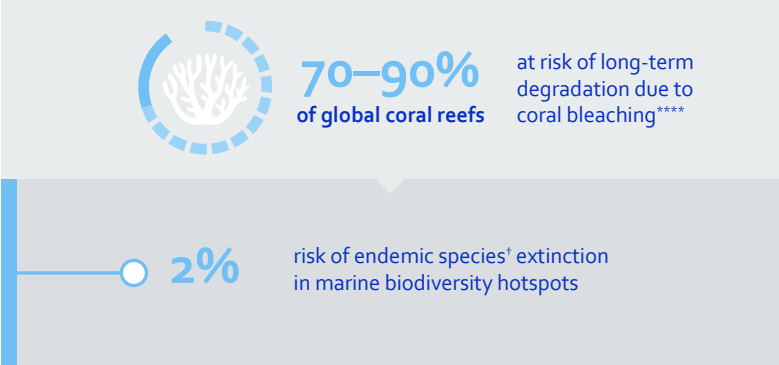 70–90%
of global coral reefs
at risk of long-term
degradation due to
coral bleaching****
2%
risk of endemic species† extinction
in marine biodiversity hotspots